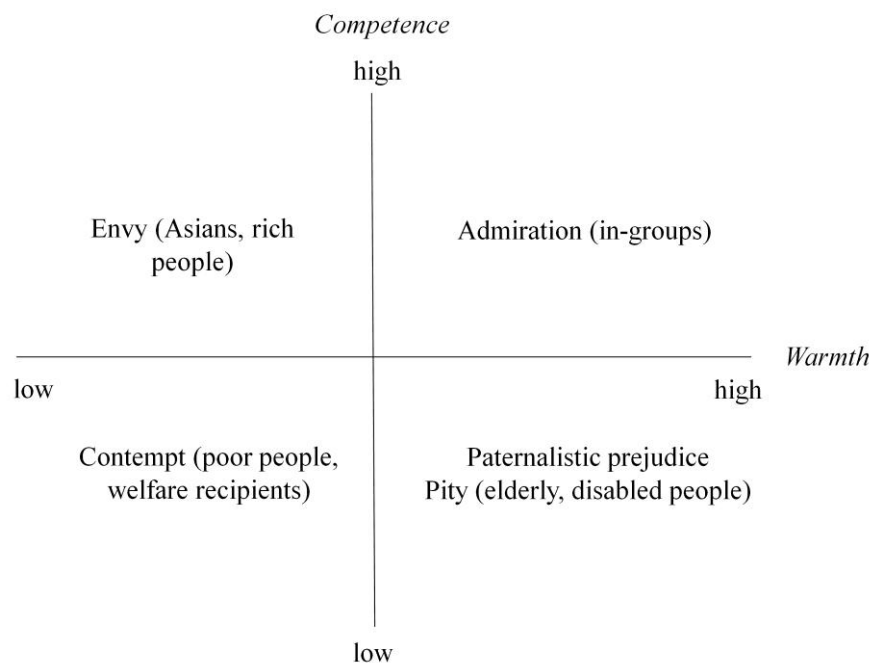 Competence
high
Envy (Asians, rich
people)
Admiration (in-groups)
Warmth
low
high
Contempt (poor people,
welfare recipients)
Paternalistic prejudice
Pity (elderly, disabled people)
low